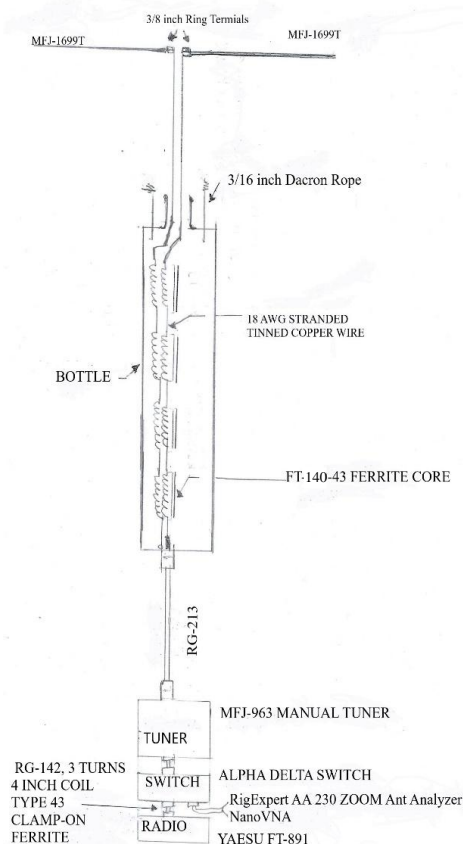 3/8 inch Ring Termials
MFJ-1699T
MFJ-1699T
3/16 inch Dacron Rope
18 AWG STRANDED
TINNED COPPER WIRE
BOTTLE
FT-140-43 FERRITE CORE
RG-213
MFJ-963 MANUAL TUNER
TUNER
RG-142, 3 TURNS
4 INCH COIL
TYPE 43
CLAMP-ON
FERRITE
SWITCH
ALPHA DELTA SWITCH
RigExpert AA 230 ZOOM Ant Analyzer
NanoVNA
RADIO
YAESU FT-891